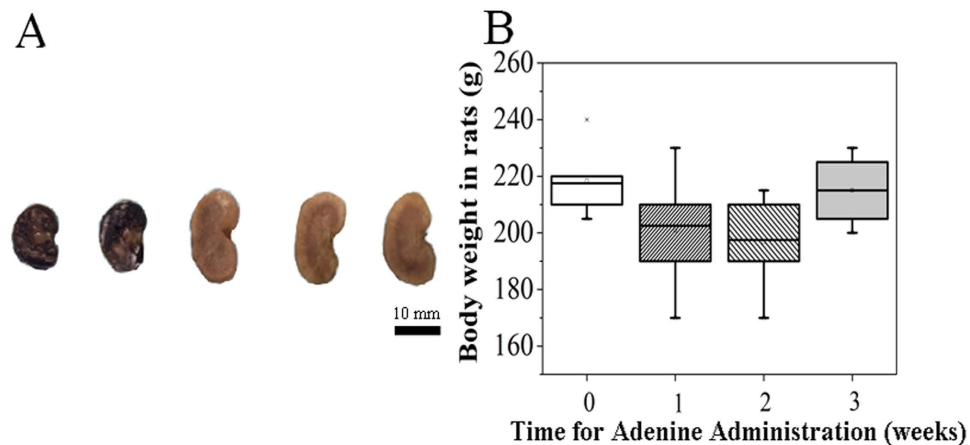 A
10 mm
B
Body weight in rats (g)
260
240
220
200
180
160
0 1 2 3
Time for Adenine Administration (weeks)